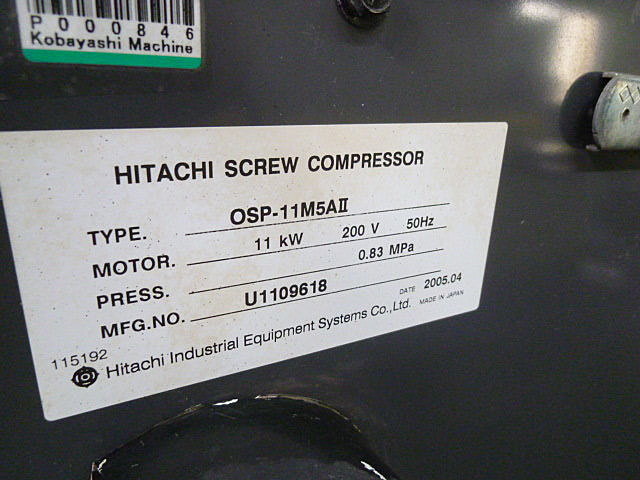 P000846
Kobayashi Machine
HITACHI SCREW COMPRESSOR
TYPE. OSP-11M5AⅡ
MOTOR. 11 kW 200 V 50Hz
PRESS. 0.83 MPa
MFG.NO. U1109618 DATE 2005.04
115192 Hitachi Industrial Equipment Systems Co.,Ltd. MADE IN JAPAN